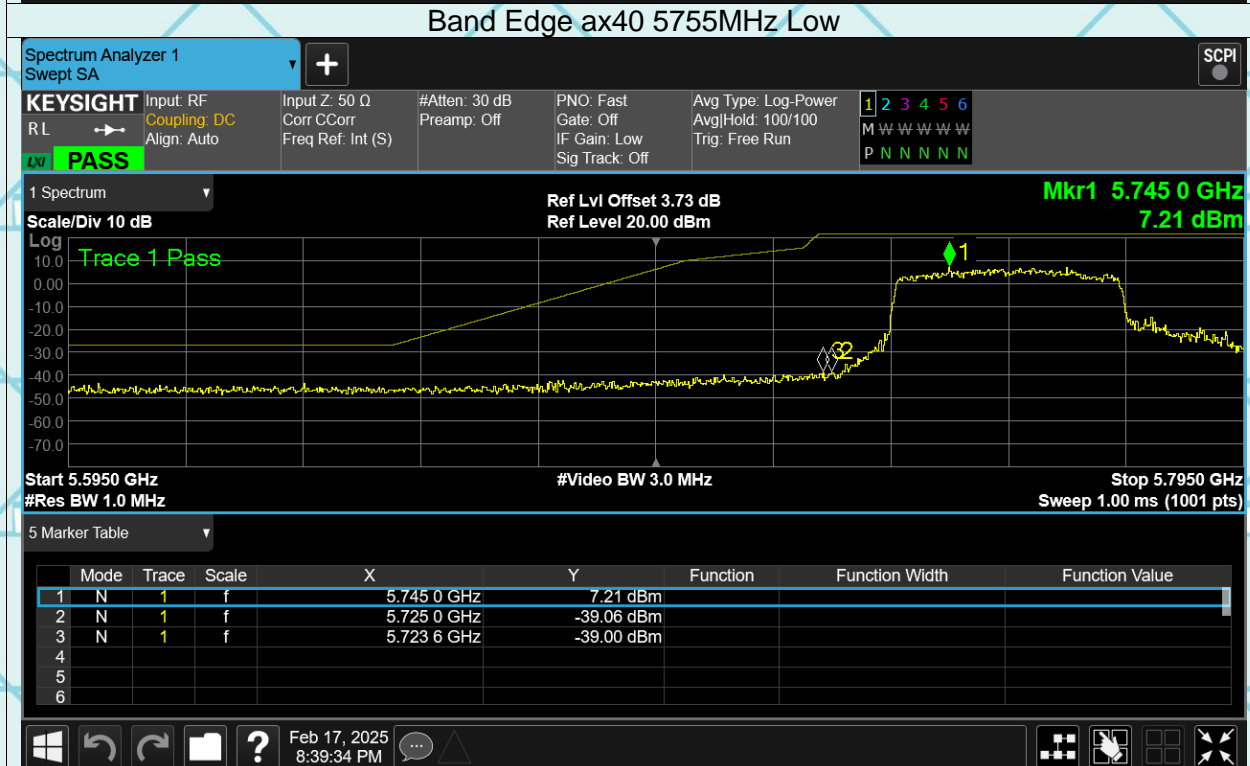 Band Edge ax40 5755MHz Low
Spectrum Analyzer 1
Swept SA
SCPI
KEYSIGHT
RL
LXI PASS
Input: RF
Coupling: DC
Align: Auto
Input Z: 50 Ω
Corr CCorr
Freq Ref: Int (S)
#Atten: 30 dB
Preamp: Off
PNO: Fast
Gate: Off
IF Gain: Low
Sig Track: Off
Avg Type: Log-Power
Avg|Hold: 100/100
Trig: Free Run
1 2 3 4 5 6
M W W W W W
P N N N N N
1 Spectrum
Scale/Div 10 dB
Ref Lvl Offset 3.73 dB
Ref Level 20.00 dBm
Mkr1 5.745 0 GHz
7.21 dBm
Log
Trace 1 Pass
10.0
0.00
-10.0
-20.0
-30.0
-40.0
-50.0
-60.0
-70.0
1
32
Start 5.5950 GHz
#Res BW 1.0 MHz
#Video BW 3.0 MHz
Stop 5.7950 GHz
Sweep 1.00 ms (1001 pts)
5 Marker Table
Mode Trace Scale X Y Function Function Width Function Value
1 N 1 f 5.745 0 GHz 7.21 dBm
2 N 1 f 5.725 0 GHz -39.06 dBm
3 N 1 f 5.723 6 GHz -39.00 dBm
4
5
6
?
Feb 17, 2025
8:39:34 PM